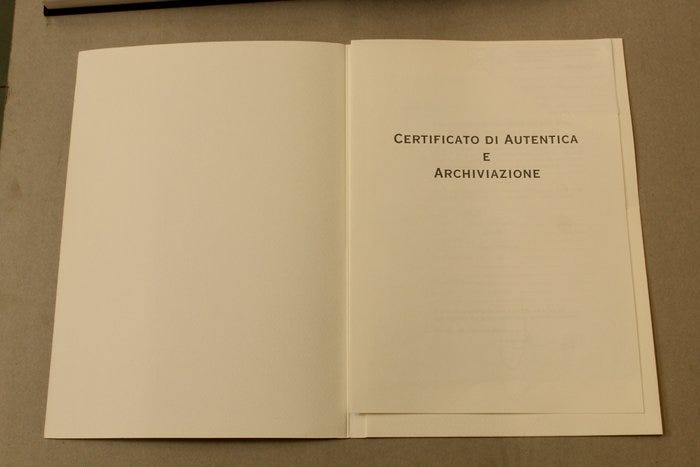 CERTIFICATO DI AUTENTICA
E
ARCHIVIAZIONE